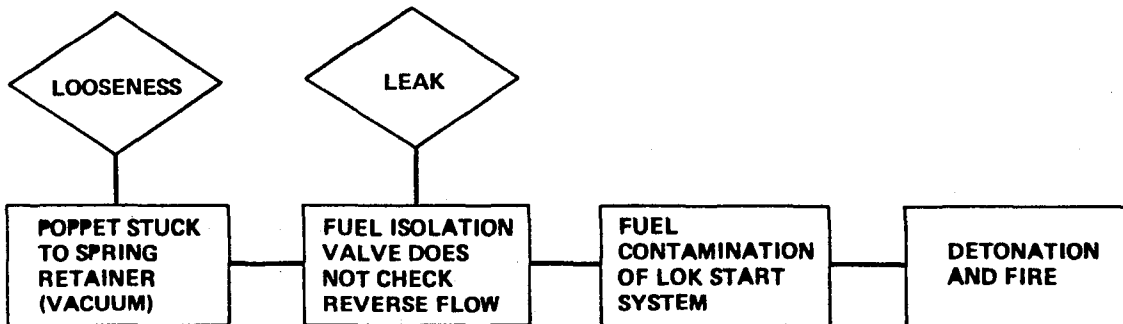 LOOSENESS
LEAK
POPPET STUCK
TO SPRING
RETAINER
(VACUUM)
FUEL ISOLATION
VALVE DOES
NOT CHECK
REVERSE FLOW
FUEL
CONTAMINATION
OF LOK START
SYSTEM
DETONATION
AND FIRE